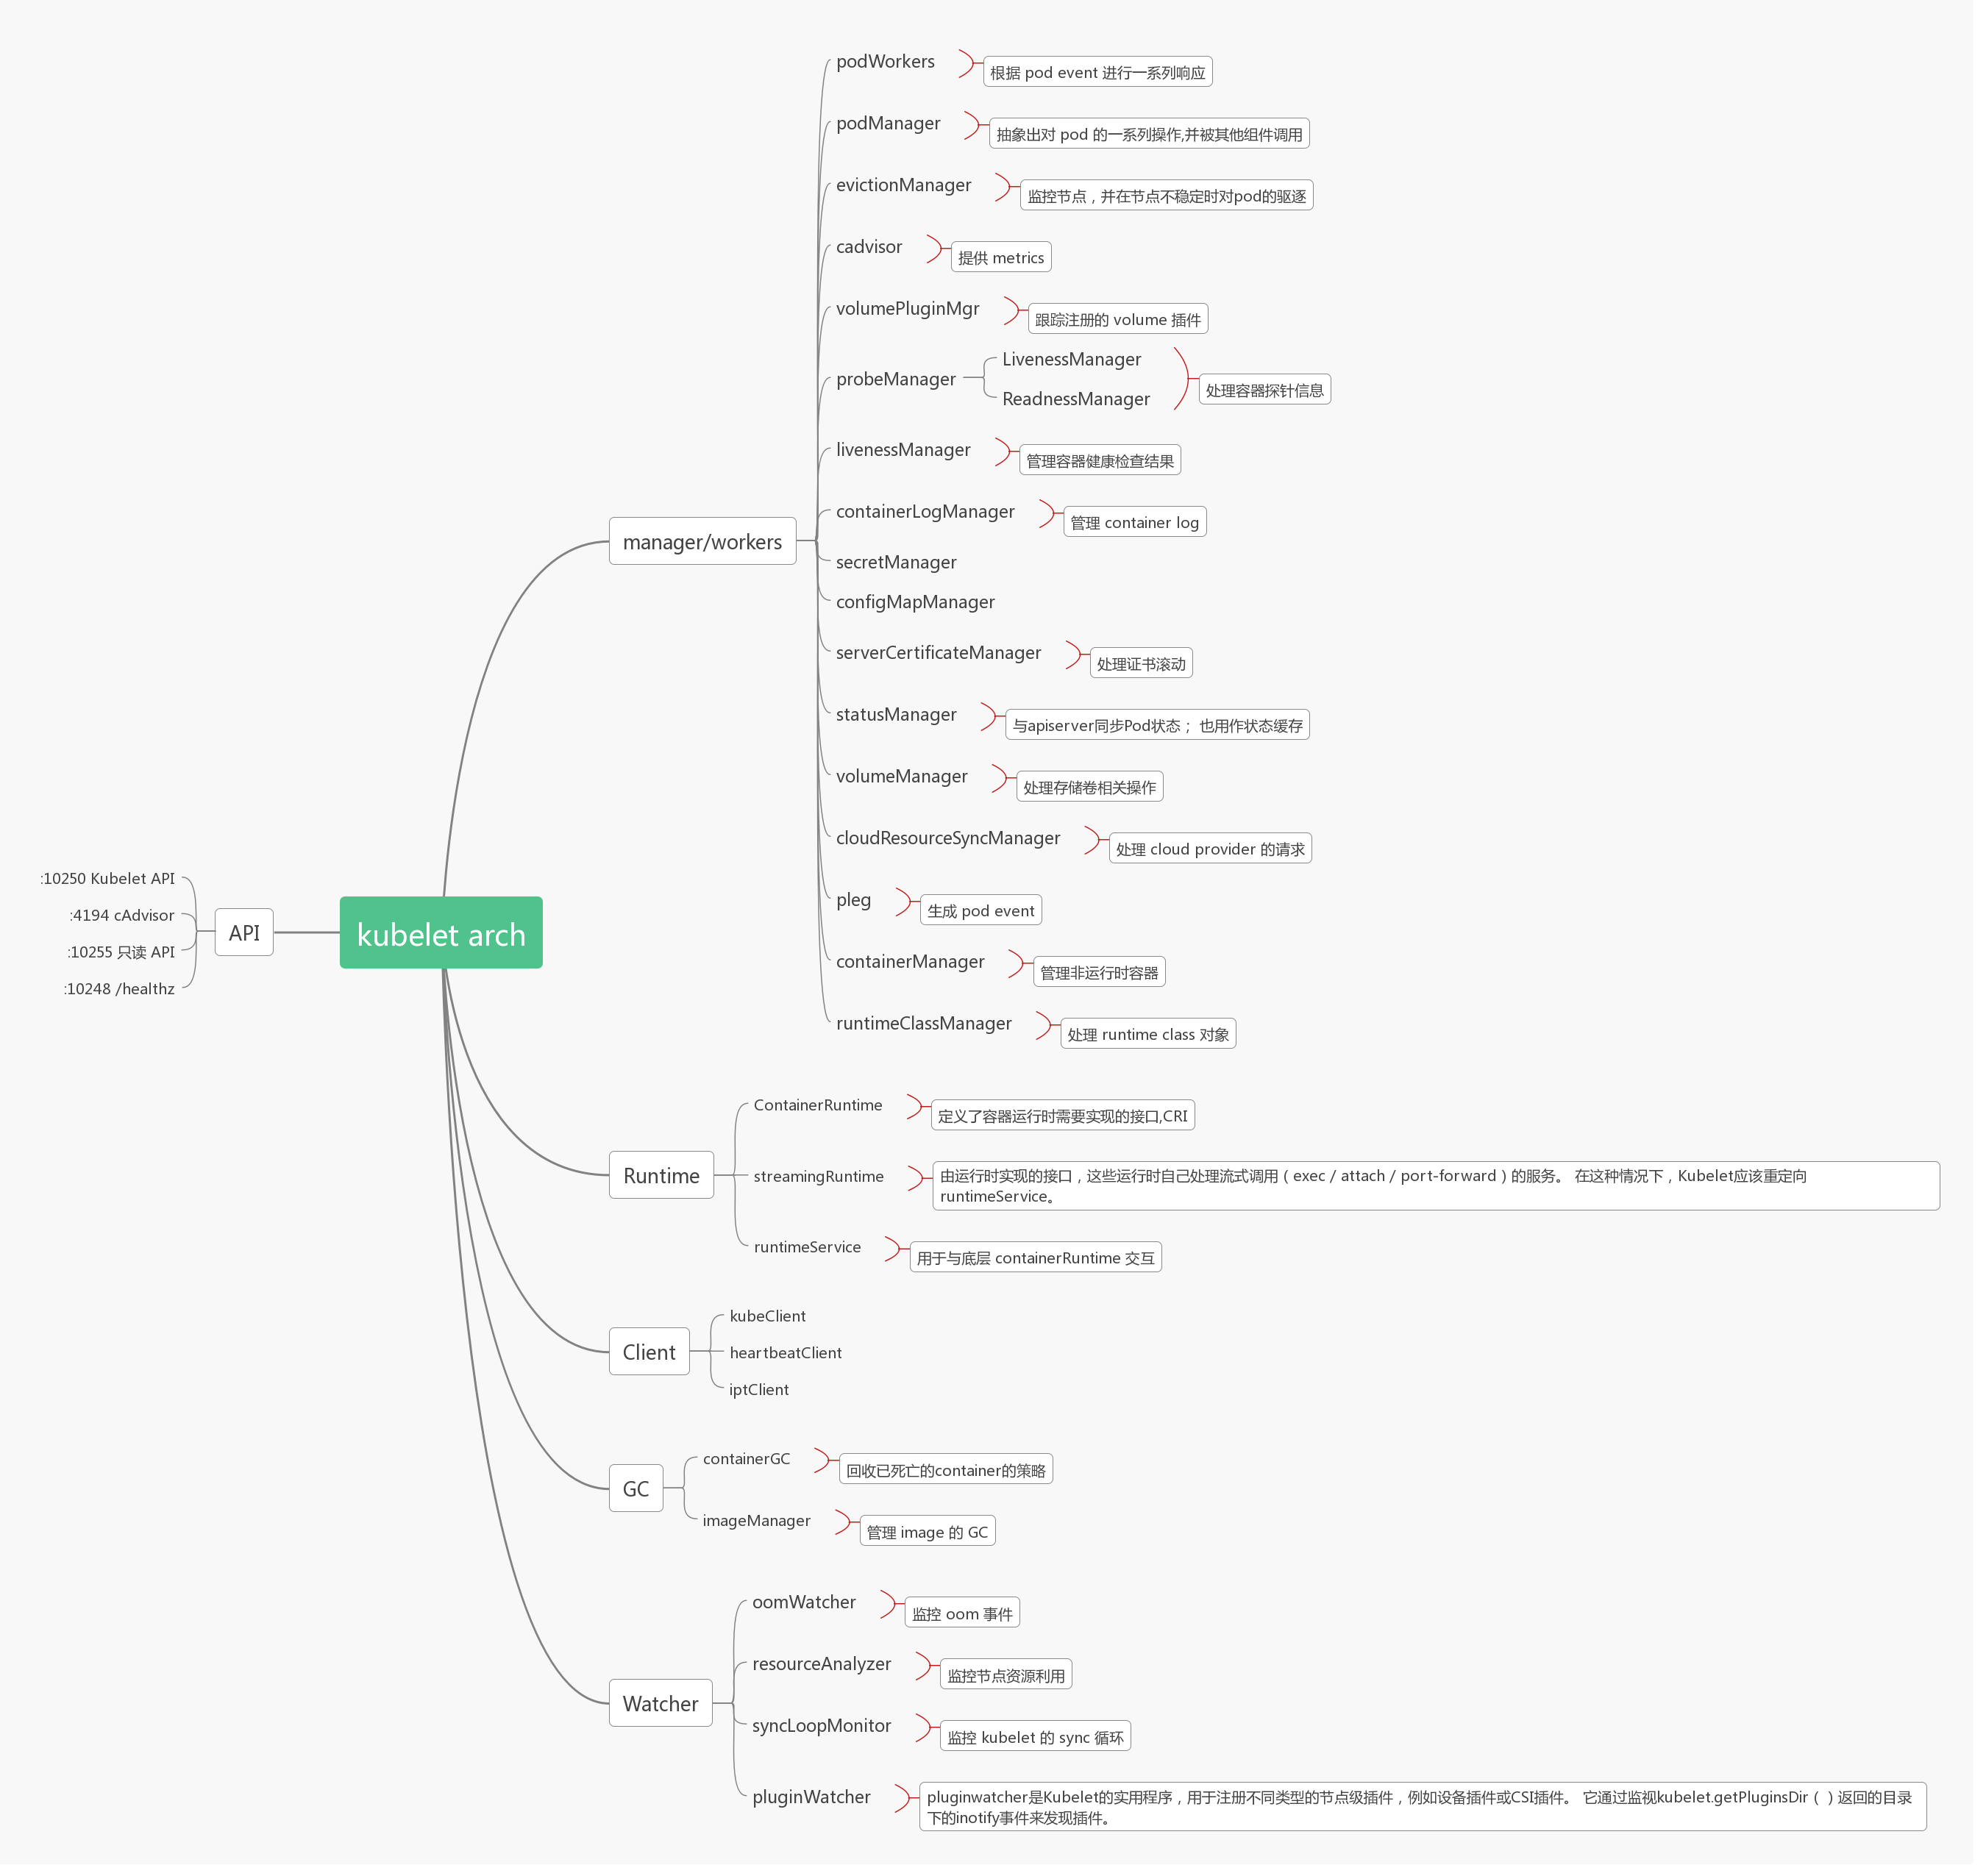 podWorkers
根据 pod event 进行一系列响应
podManager
抽象出对 pod 的一系列操作,并被其他组件调用
evictionManager
监控节点，并在节点不稳定时对pod的驱逐
cadvisor
提供 metrics
volumePluginMgr
跟踪注册的 volume 插件
probeManager
LivenessManager
ReadnessManager
处理容器探针信息
livenessManager
管理容器健康检查结果
containerLogManager
管理 container log
manager/workers
secretManager
configMapManager
serverCertificateManager
处理证书滚动
statusManager
与apiserver同步Pod状态； 也用作状态缓存
volumeManager
处理存储卷相关操作
cloudResourceSyncManager
处理 cloud provider 的请求
pleg
生成 pod event
containerManager
管理非运行时容器
runtimeClassManager
处理 runtime class 对象
:10250 Kubelet API
:4194 cAdvisor
:10255 只读 API
:10248 /healthz
API
kubelet arch
Runtime
ContainerRuntime
定义了容器运行时需要实现的接口,CRI
streamingRuntime
由运行时实现的接口，这些运行时自己处理流式调用（exec / attach / port-forward）的服务。 在这种情况下，Kubelet应该重定向
runtimeService。
runtimeService
用于与底层 containerRuntime 交互
Client
kubeClient
heartbeatClient
iptClient
GC
containerGC
回收已死亡的container的策略
imageManager
管理 image 的 GC
Watcher
oomWatcher
监控 oom 事件
resourceAnalyzer
监控节点资源利用
syncLoopMonitor
监控 kubelet 的 sync 循环
pluginWatcher
pluginwatcher是Kubelet的实用程序，用于注册不同类型的节点级插件，例如设备插件或CSI插件。 它通过监视kubelet.getPluginsDir（）返回的目录
下的inotify事件来发现插件。